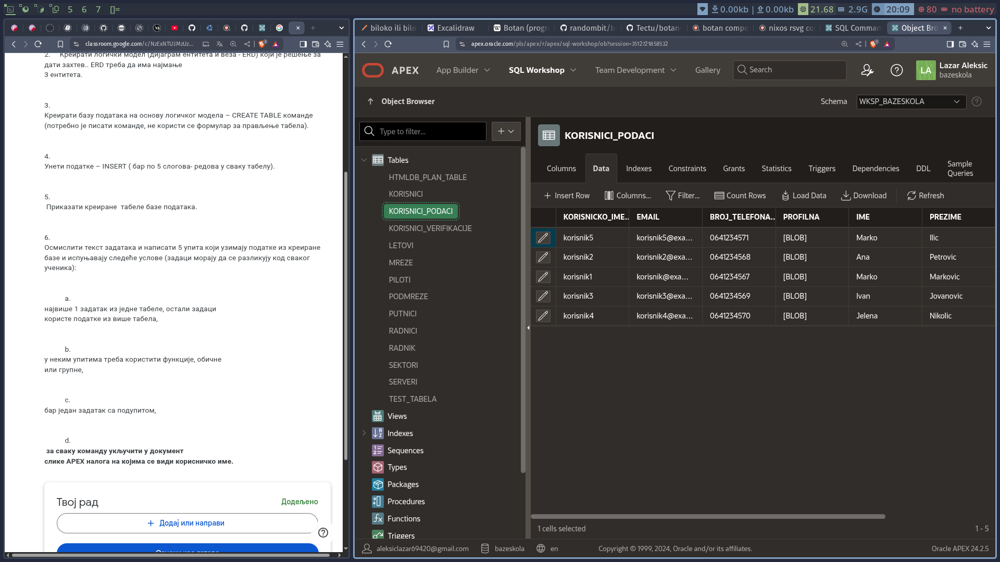 5 6 7 []=
0.00kb | 0.00kb 21.68 2.9G 20:09 80 no battery
classroom.google.com/c/NzExNTU3MzUz...
2. Креирати логички модел (дијаграм ентитета и веза - ERD) који је решење за
дати захтев.. ERD треба да има најмање
3 ентитета.
3.
Креирати базу података на основу логичког модела – CREATE TABLE команде
(потребно је писати команде, не користи се формулар за прављење табела).
4.
Унети податке – INSERT ( бар по 5 слогова- редова у сваку табелу).
5.
Приказати креиране табеле базе података.
6.
Осмислити текст задатака и написати 5 упита који узимају податке из креиране
базе и испуњавају следеће услове (задаци морају да се разликују код сваког
ученика):
a.
највише 1 задатак из једне табеле, остали задаци
користе податке из више табела,
b.
у неким упитима треба користити функције, обичне
или групне,
c.
бар један задатак са подупитом,
d.
за сваку команду укључити у документ
слике APEX налога на којима се види корисничко име.
Твој рад
Додељено
+ Додај или направи
biloko ili bilo
Excalidraw
Botan (progra
randombit/b
Tectu/botan-
botan compo
nixos rsvg co
SQL Comman
Object Bro
apex.oracle.com/pls/apex/r/apex/sql-workshop/ob?session=3512721858532
APEX
App Builder
SQL Workshop
Team Development
Gallery
Search
LA
Lazar Aleksic
bazeskola
Object Browser
Schema
WKSP_BAZESKOLA
Type to filter...
Tables
HTMLDB_PLAN_TABLE
KORISNICI
KORISNICI_PODACI
KORISNICI_VERIFIKACIJE
LETOVI
MREZE
PILOTI
PODMREZE
PUTNICI
RADNICI
RADNIK
SEKTORI
SERVERI
TEST_TABELA
Views
Indexes
Sequences
Types
Packages
Procedures
Functions
Triggers
KORISNICI_PODACI
Columns Data Indexes Constraints Grants Statistics Triggers Dependencies DDL Sample Queries
Insert Row Columns... Filter... Count Rows Load Data Download Refresh
KORISNICKO_IME.. EMAIL BROJ_TELEFONA.. PROFILNA IME PREZIME
korisnik5 korisnik5@exa... 0641234571 [BLOB] Marko Ilic
korisnik2 korisnik2@exa... 0641234568 [BLOB] Ana Petrovic
korisnik1 korisnik@exa... 0641234567 [BLOB] Marko Markovic
korisnik3 korisnik3@exa... 0641234569 [BLOB] Ivan Jovanovic
korisnik4 korisnik4@exa... 0641234570 [BLOB] Jelena Nikolic
1 cells selected
1 - 5
aleksiclazar69420@gmail.com bazeskola en
Copyright © 1999, 2024, Oracle and/or its affiliates.
Oracle APEX 24.2.5